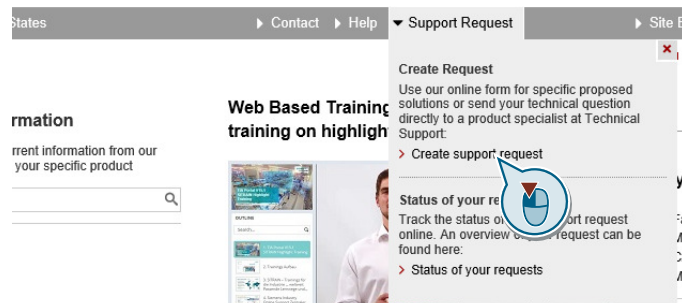 States
Contact
Help
Support Request
Site
Create Request
Use our online form for specific proposed
solutions or send your technical question
directly to a product specialist at Technical
Support:
Create support request
Status of your
Track the status
online. An overview
request can be
found here:
Status of your requests
Web Based Training
training on highligh
rmation
rrent information from our
your specific product
OUTLINE
Search...